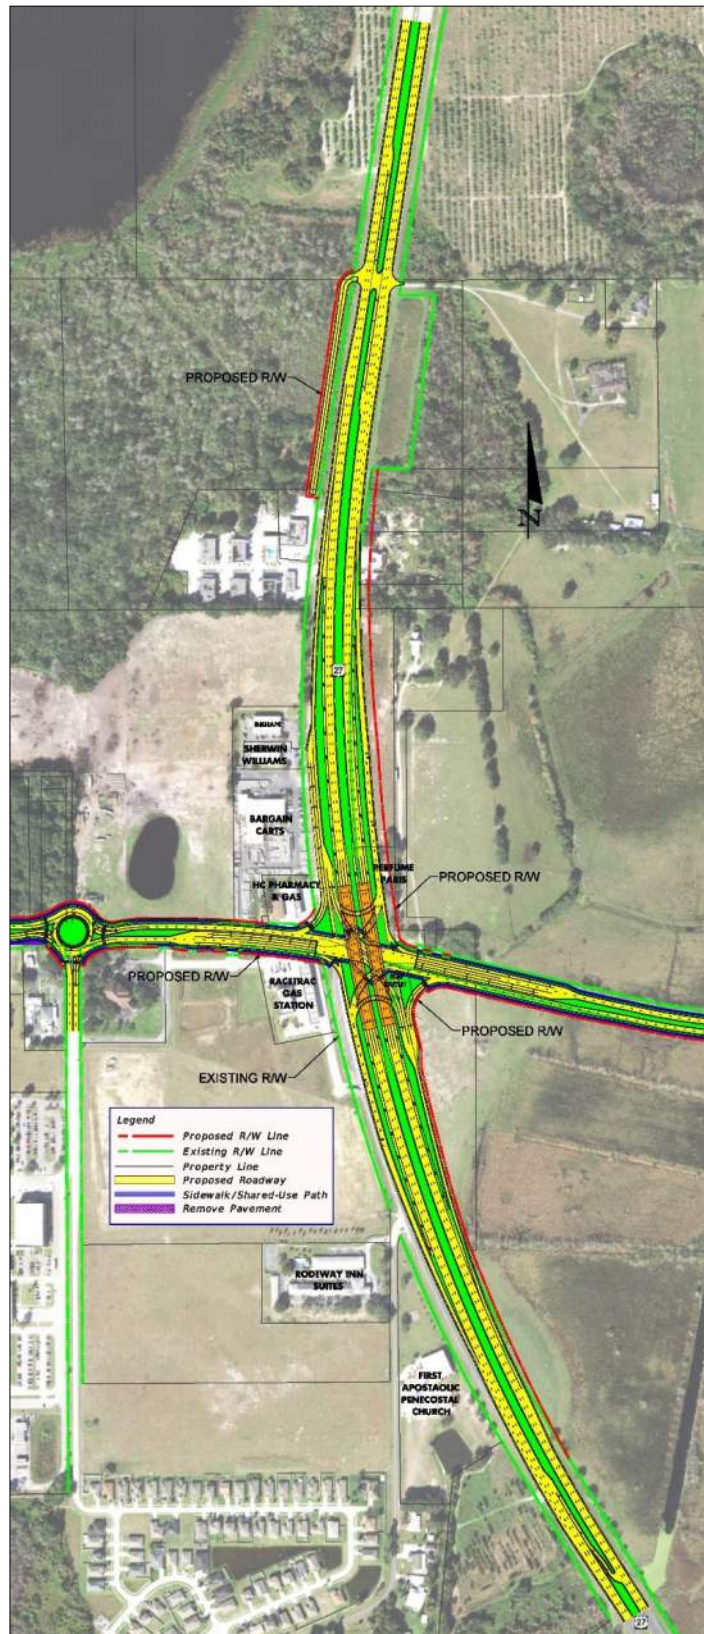 PROPOSED R/W
N
27
SHERWIN
WILLIAMS
BARGAIN
CARTS
PERFUME
PARIS
HC PHARMACY
& GAS
PROPOSED R/W
PROPOSED R/W
RACETRAC
GAS
STATION
PROPOSED R/W
EXISTING R/W
Legend
Proposed R/W Line
Existing R/W Line
Property Line
Proposed Roadway
Sidewalk/Shared-Use Path
Remove Pavement
RODEWAY INN
SUITES
FIRST
APOSTAOLIC
PENECOSTAL
CHURCH
27